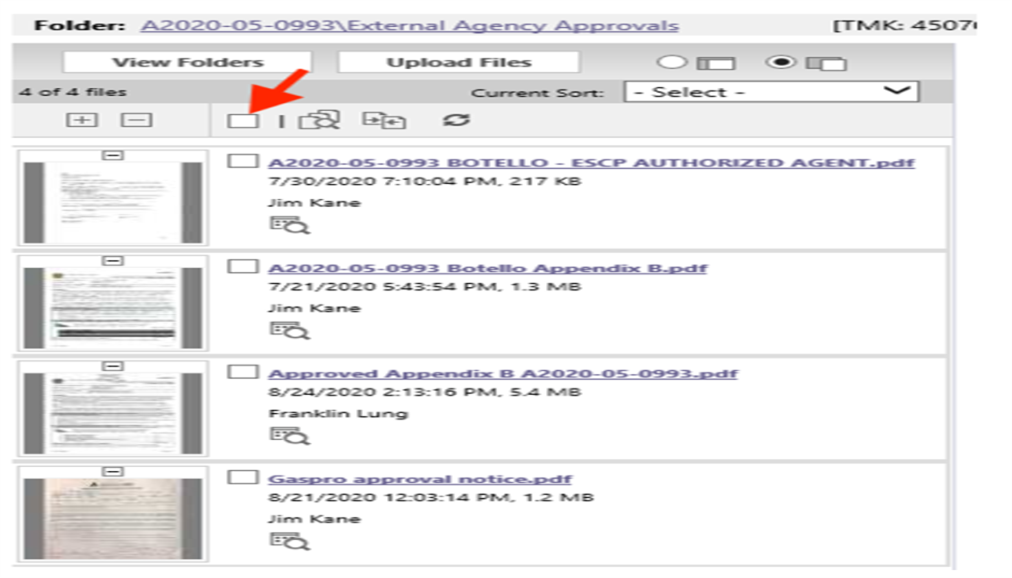 Folder: A2020-05-0993\External Agency Approvals [TMK: 4507
View Folders Upload Files
4 of 4 files Current Sort: - Select -
A2020-05-0993 BOTELLO - ESCP AUTHORIZED AGENT.pdf
7/30/2020 7:10:04 PM, 217 KB
Jim Kane
A2020-05-0993 Botello Appendix B.pdf
7/21/2020 5:43:54 PM, 1.3 MB
Jim Kane
Approved Appendix B A2020-05-0993.pdf
8/24/2020 2:13:16 PM, 5.4 MB
Franklin Lung
Gaspro approval notice.pdf
8/21/2020 12:03:14 PM, 1.2 MB
Jim Kane